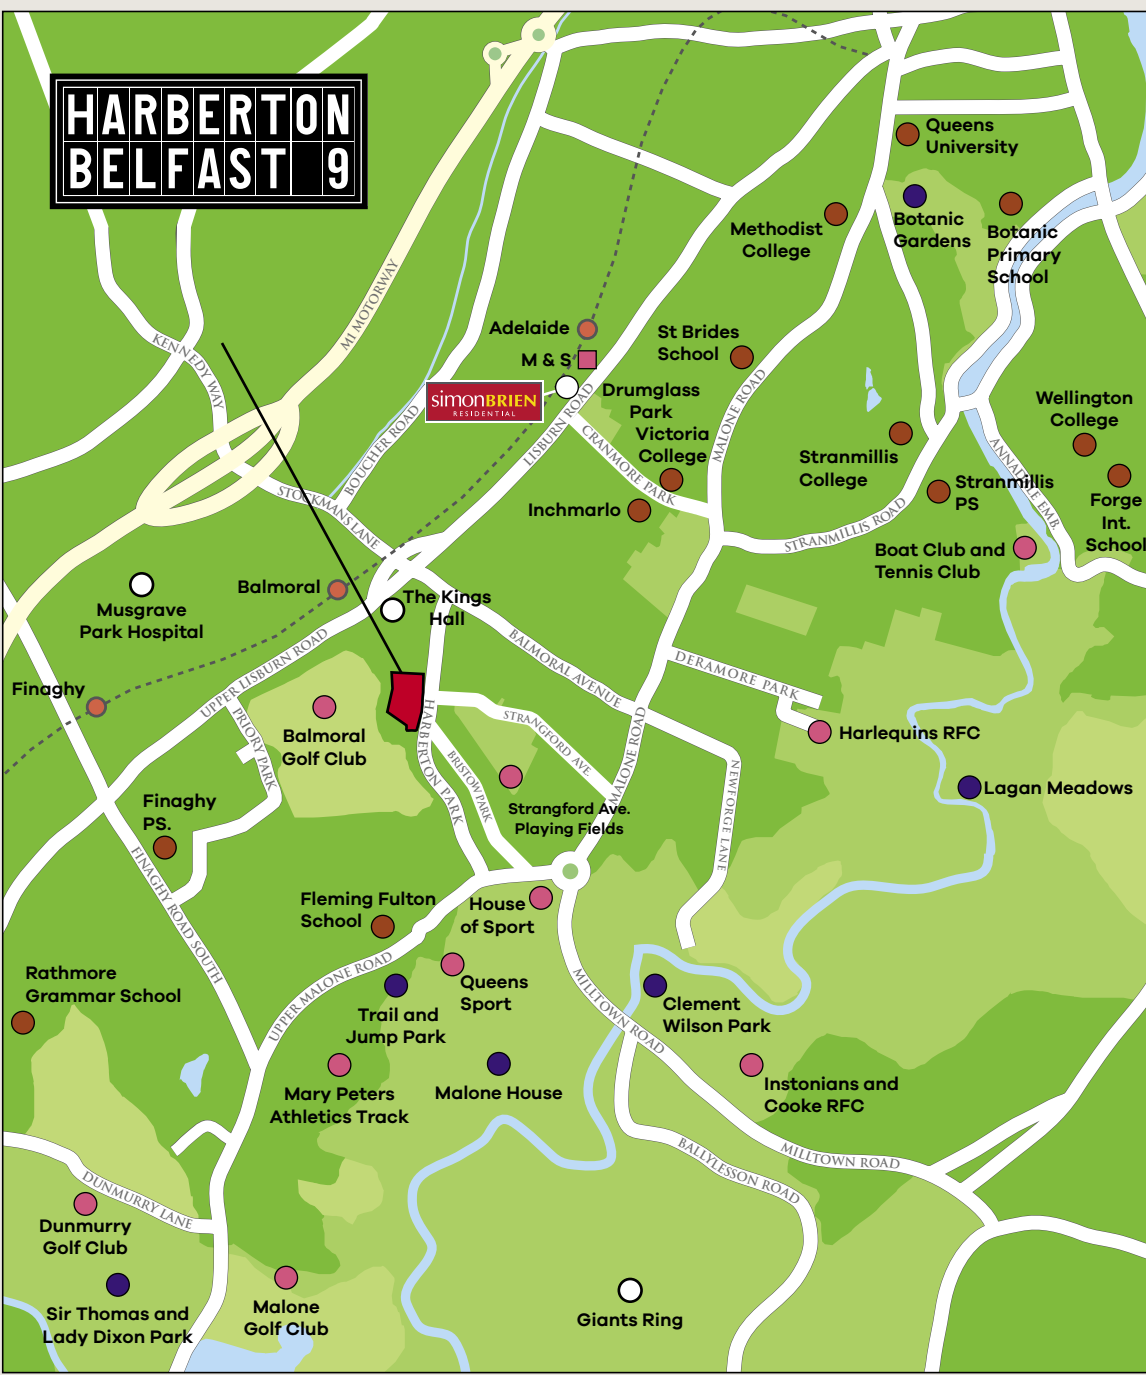 HARBERTON
BELFAST 9
Queens
University
Botanic
Gardens
Botanic
Primary
School
Methodist
College
M1 MOTORWAY
KENNEDY WAY
Adelaide
M & S
St Brides
School
simonBRIEN
RESIDENTIAL
Drumglass
Park
Victoria
College
LISBURN ROAD
CRANMORE PARK
MALONE ROAD
BOUCHER ROAD
STOCKMANS LANE
Inchmarlo
Stranmillis
College
Wellington
College
ANNADALE EMB.
Stranmillis
PS
Forge
Int.
School
STRANMILLIS ROAD
Boat Club and
Tennis Club
Musgrave
Park Hospital
Balmoral
The Kings
Hall
Finaghy
UPPER LISBURN ROAD
BALMORAL AVENUE
DERAMORE PARK
Harlequins RFC
Balmoral
Golf Club
PRIORY PARK
HARBERTON PARK
STRANGFORD AVE
BRISTOW PARK
MALONE ROAD
NEWFORGE LANE
Lagan Meadows
Strangford Ave.
Playing Fields
Finaghy
PS.
FINAGHY ROAD SOUTH
Fleming Fulton
School
House
of Sport
UPPER MALONE ROAD
Queens
Sport
Rathmore
Grammar School
Trail and
Jump Park
MILLTOWN ROAD
Clement
Wilson Park
Mary Peters
Athletics Track
Malone House
Instonians and
Cooke RFC
MILLTOWN ROAD
BALLYLESSON ROAD
DUNMURRY LANE
Dunmurry
Golf Club
Sir Thomas and
Lady Dixon Park
Malone
Golf Club
Giants Ring